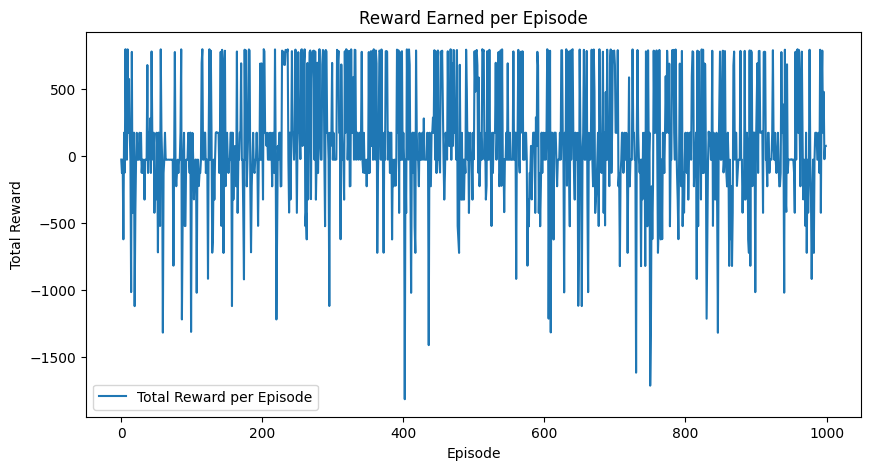 Reward Earned per Episode
Total Reward
500
0
−500
−1000
−1500
Total Reward per Episode
0 200 400 600 800 1000
Episode